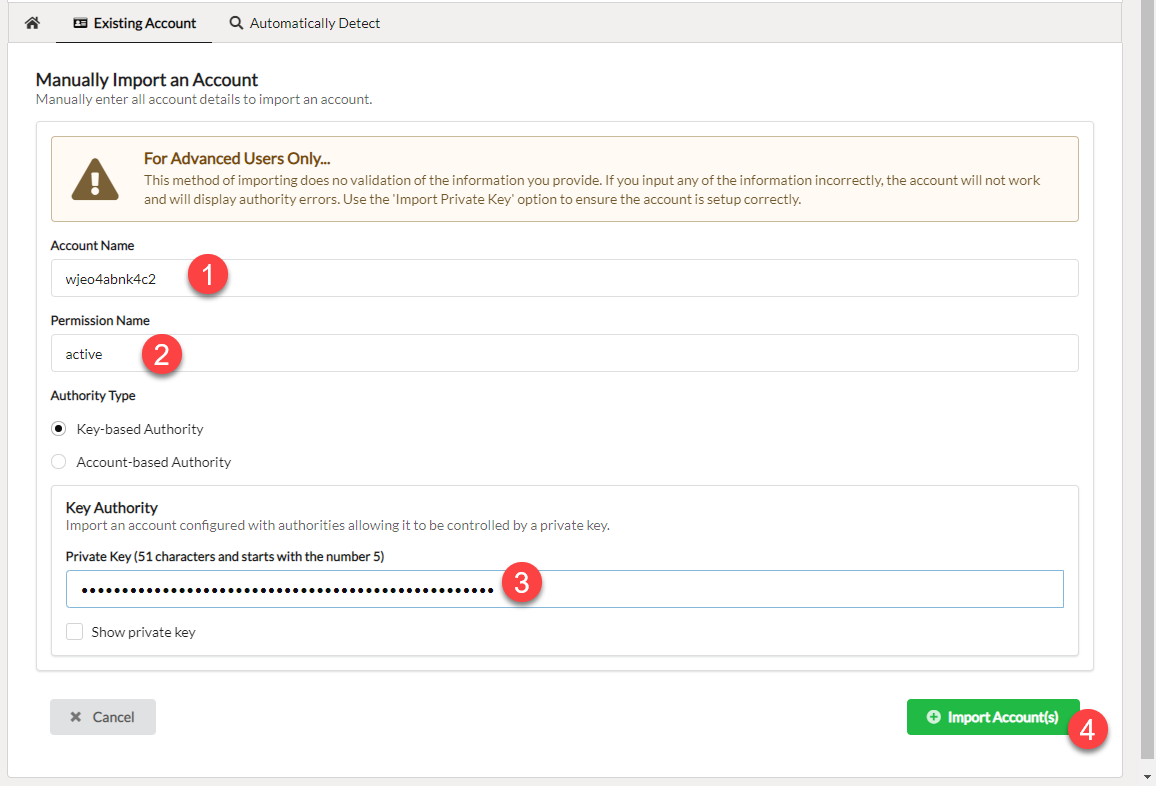 Existing Account
Automatically Detect
Manually Import an Account
Manually enter all account details to import an account.
For Advanced Users Only...
This method of importing does no validation of the information you provide. If you input any of the information incorrectly, the account will not work
and will display authority errors. Use the 'Import Private Key' option to ensure the account is setup correctly.
Account Name
wjeo4abnk4c2
1
Permission Name
active
2
Authority Type
Key-based Authority
Account-based Authority
Key Authority
Import an account configured with authorities allowing it to be controlled by a private key.
Private Key (51 characters and starts with the number 5)
3
Show private key
Cancel
Import Account(s)
4